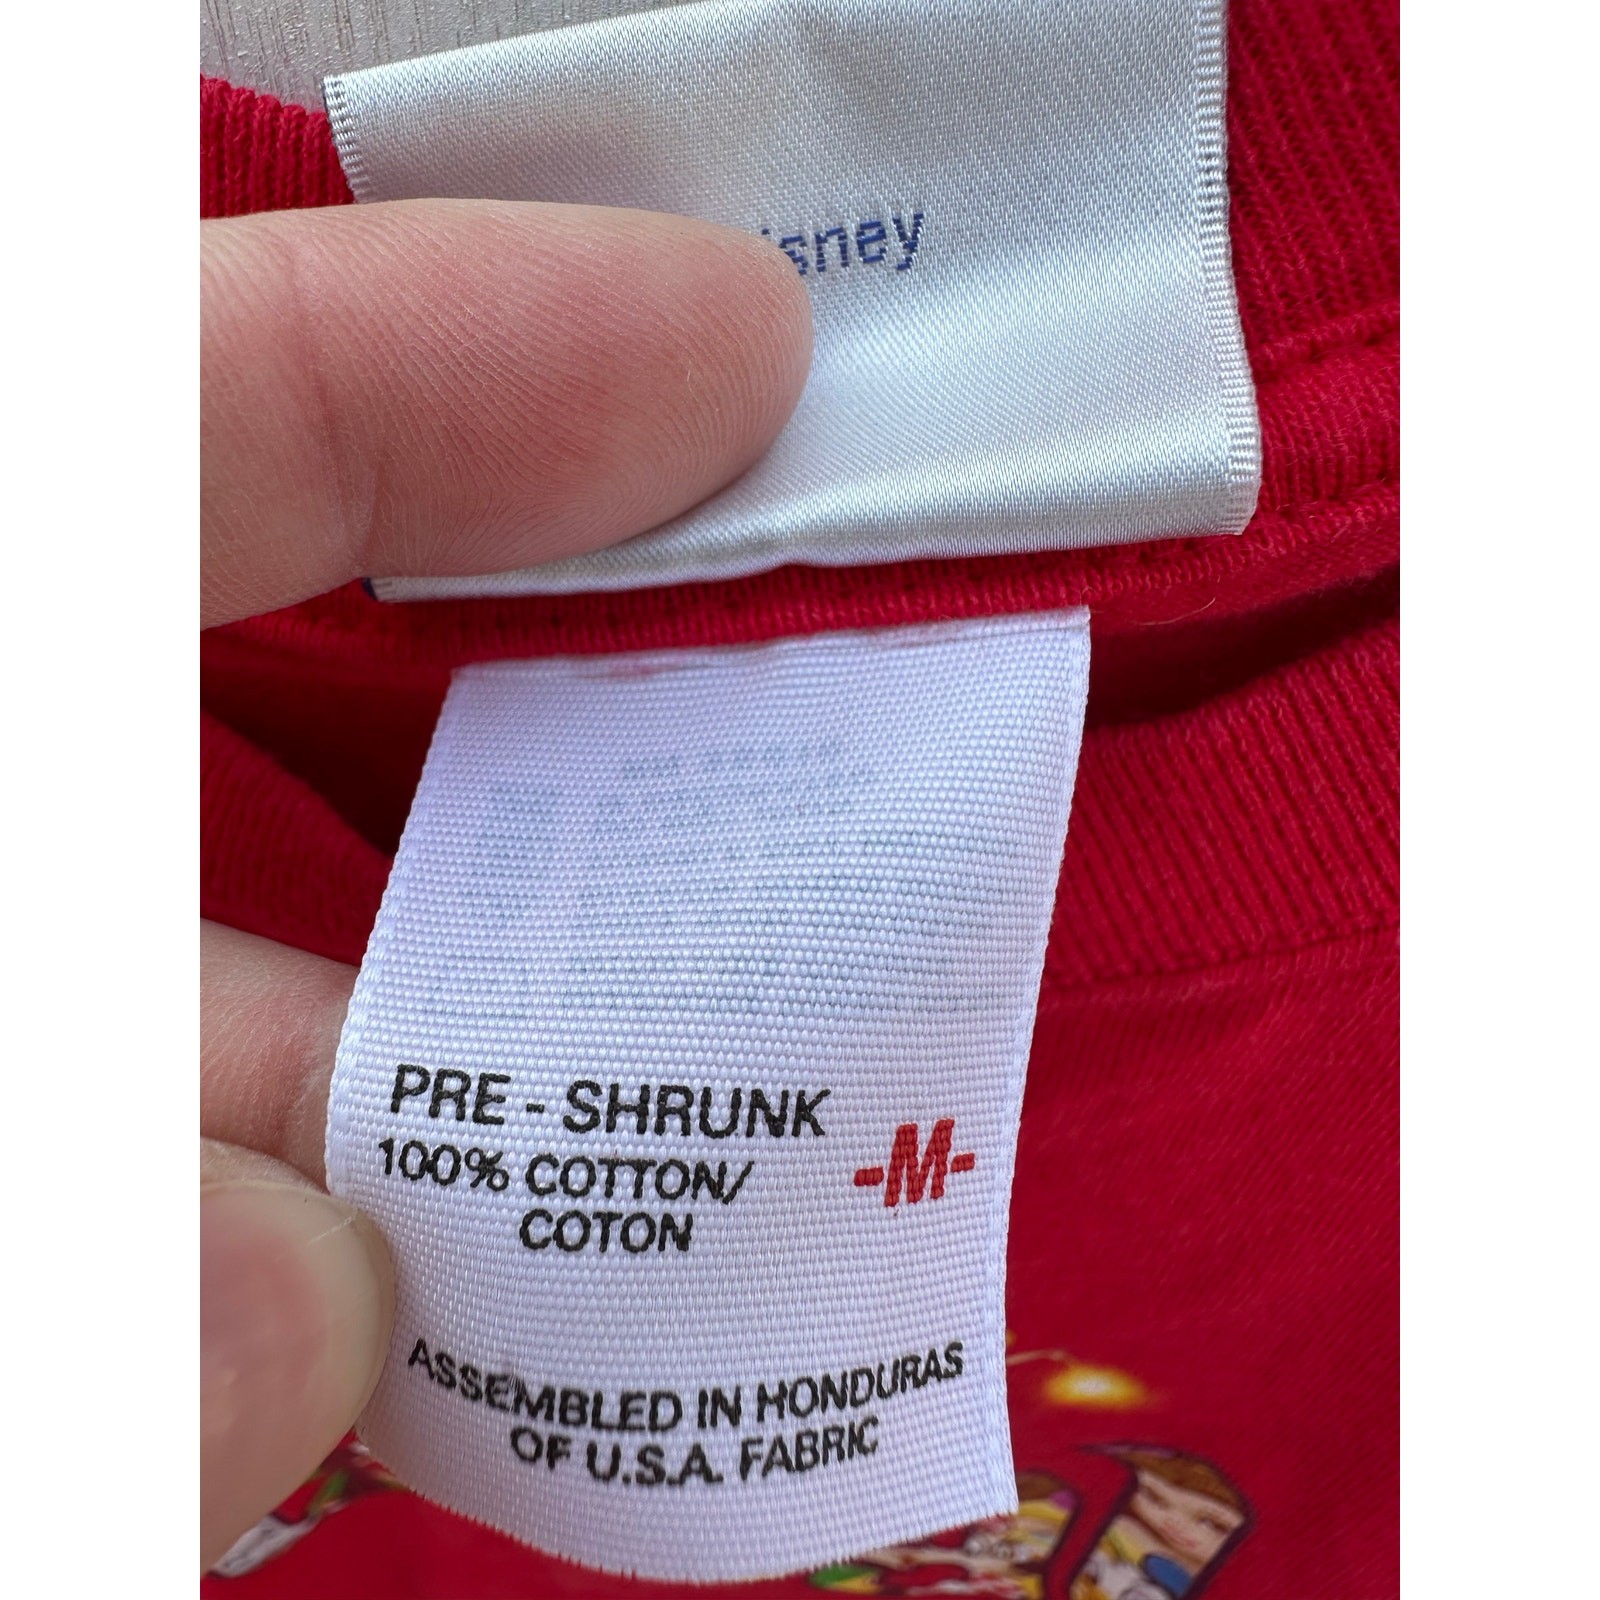 isney
PRE - SHRUNK
100% COTTON/
COTON
-M-
ASSEMBLED IN HONDURAS
OF U.S.A. FABRIC